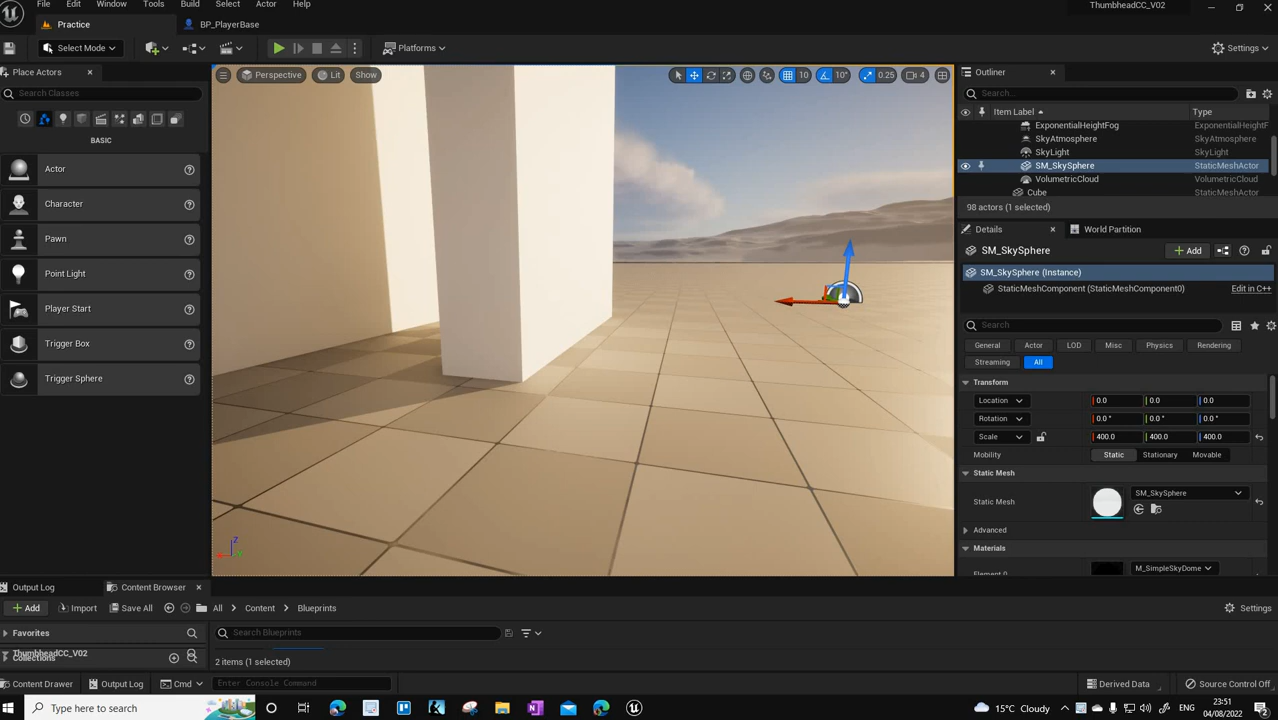 File Edit Window Tools Build Select Actor Help
ThumbheadCC_V02
Practice
BP_PlayerBase
Select Mode
Platforms
Settings
Place Actors
Search Classes
BASIC
Actor
Character
Pawn
Point Light
Player Start
Trigger Box
Trigger Sphere
Perspective Lit Show
10 10° 0.25 4
Z
Outliner
Search...
Item Label Type
ExponentialHeightFog ExponentialHeightF
SkyAtmosphere SkyAtmosphere
SkyLight SkyLight
SM_SkySphere StaticMeshActor
VolumetricCloud VolumetricCloud
Cube StaticMeshActor
98 actors (1 selected)
Details World Partition
SM_SkySphere + Add
SM_SkySphere (Instance)
StaticMeshComponent (StaticMeshComponent0) Edit in C++
Search
General Actor LOD Misc Physics Rendering
Streaming All
Transform
Location 0.0 0.0 0.0
Rotation 0.0 ° 0.0 ° 0.0 °
Scale 400.0 400.0 400.0
Mobility Static Stationary Movable
Static Mesh
Static Mesh SM_SkySphere
Advanced
Materials
Element 0 M_SimpleSkyDome
Output Log Content Browser
+ Add Import Save All All Content Blueprints Settings
Favorites
Search Blueprints
ThumbheadCC_V02
Collections
2 items (1 selected)
Content Drawer Output Log Cmd Enter Console Command Derived Data Source Control Off
Type here to search
15°C Cloudy
ENG
23:51
04/08/2022